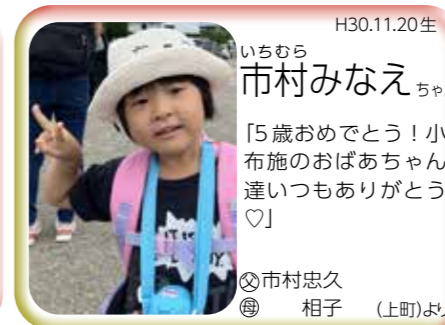 H30.11.20生
いちむら
市村みなえちゃ
「5歳おめでとう！小
布施のおばあちゃん
達いつもありがとう
♡」
㊛市村忠久
㊊ 相子 (上町)より